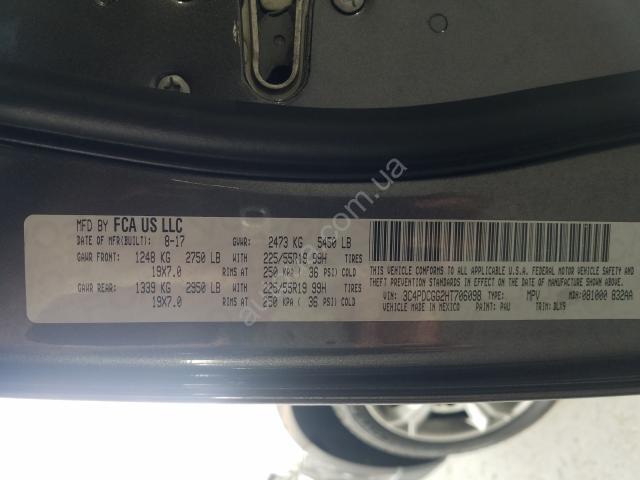 MFD BY FCA US LLC
DATE OF MFR(BUILT) 8-17 GVWR: 2473 KG 5450 LB
GAWR FRONT: 1248 KG 2750 LB WITH 225/55R19 99H TIRES
19X7.0 RIMS AT 250 KPA ( 36 PSI) COLD
GAWR REAR: 1339 KG 2950 LB WITH 225/55R19 99H TIRES
19X7.0 RIMS AT 250 KPA ( 36 PSI) COLD
THIS VEHICLE CONFORMS TO ALL APPLICABLE U.S.A. FEDERAL MOTOR
VEHICLE SAFETY AND THEFT PREVENTION STANDARDS IN EFFECT ON THE DATE OF
MANUFACTURE SHOWN ABOVE.
VIN: 3C4PDCGG2HT706098 TYPE: MPV MDH: 081000 832AA
VEHICLE MADE IN MEXICO PAINT: PAU TRIM: